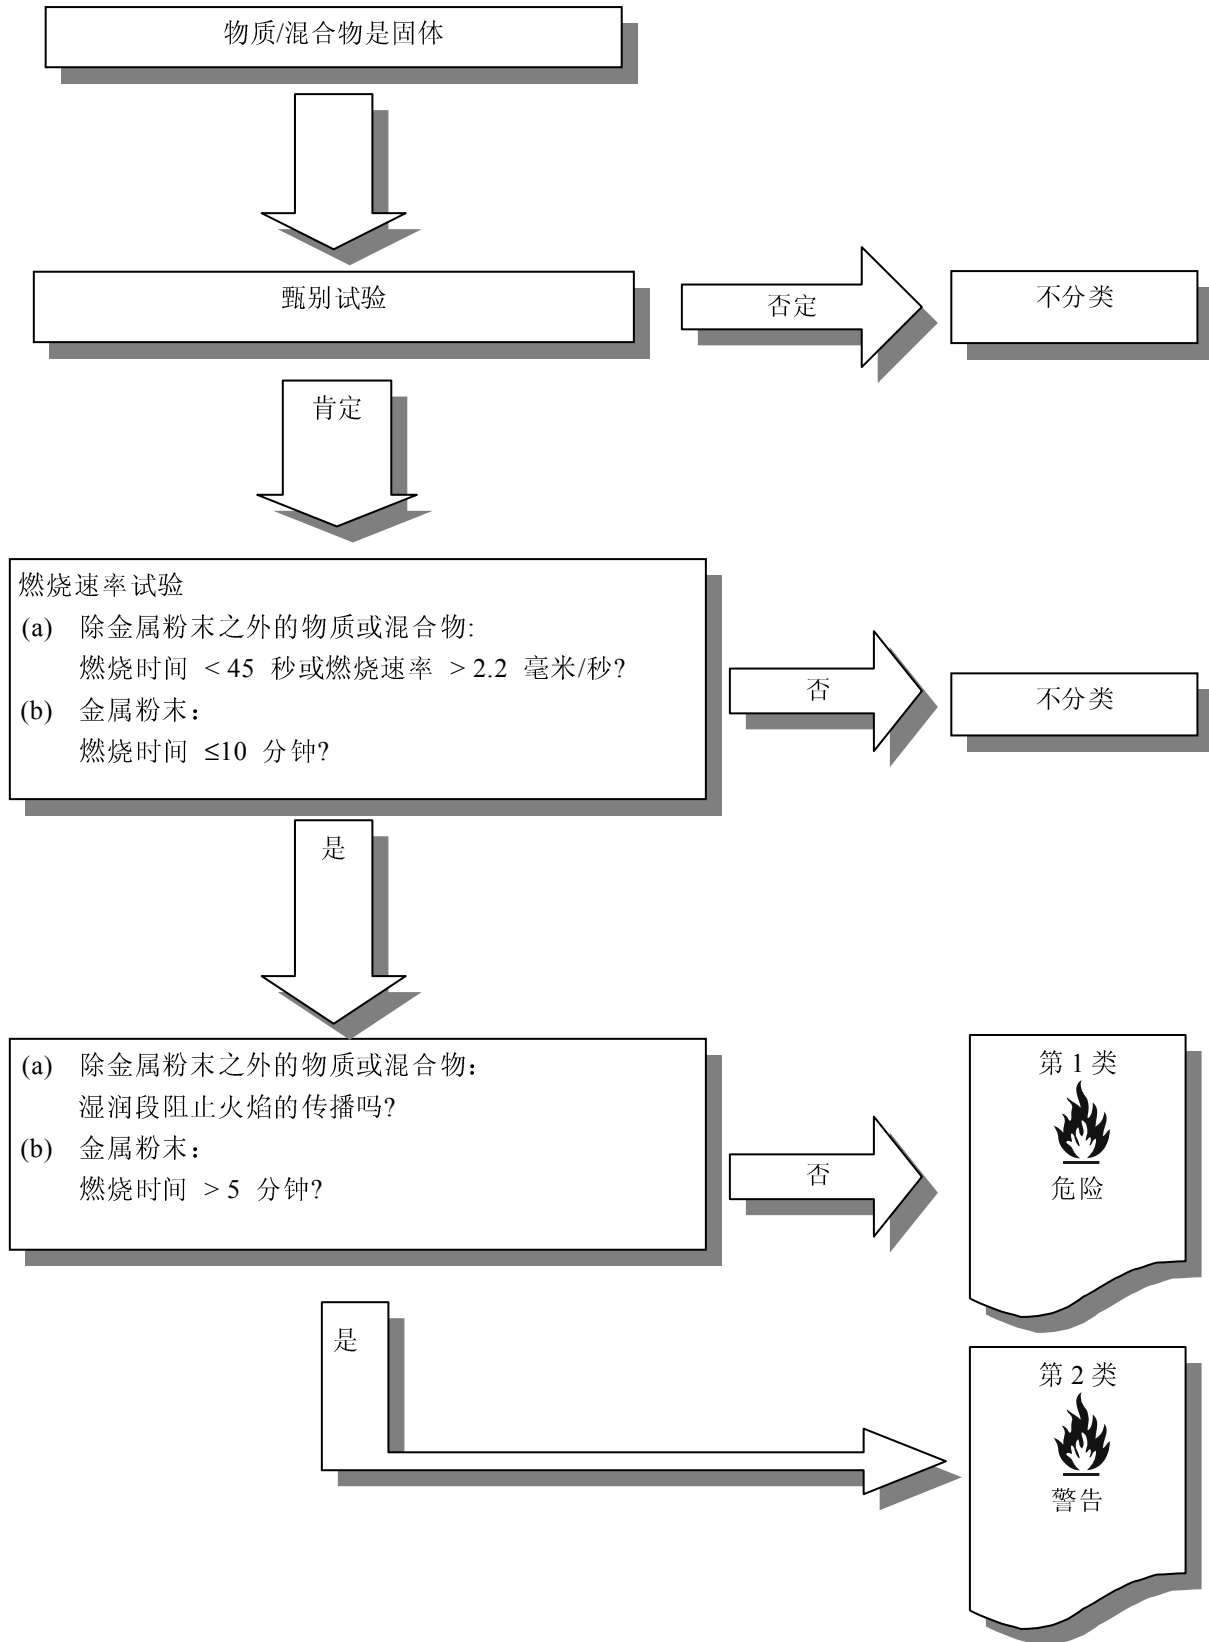 物质/混合物是固体
甄别试验
否定
不分类
肯定
燃烧速率试验
(a) 除金属粉末之外的物质或混合物:
燃烧时间 < 45 秒或燃烧速率 > 2.2 毫米/秒?
(b) 金属粉末：
燃烧时间 ≤10 分钟?
否
不分类
是
(a) 除金属粉末之外的物质或混合物：
湿润段阻止火焰的传播吗?
(b) 金属粉末：
燃烧时间 > 5 分钟?
否
第 1 类
危险
是
第 2 类
警告